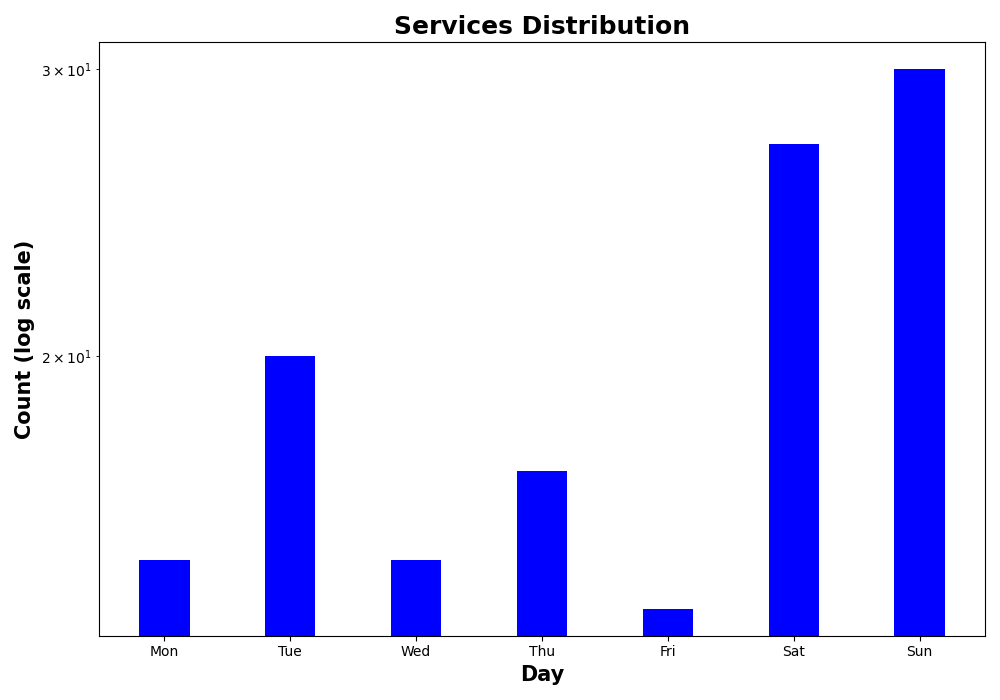 Services Distribution
3 × 10¹
2 × 10¹
Count (log scale)
Mon Tue Wed Thu Fri Sat Sun
Day